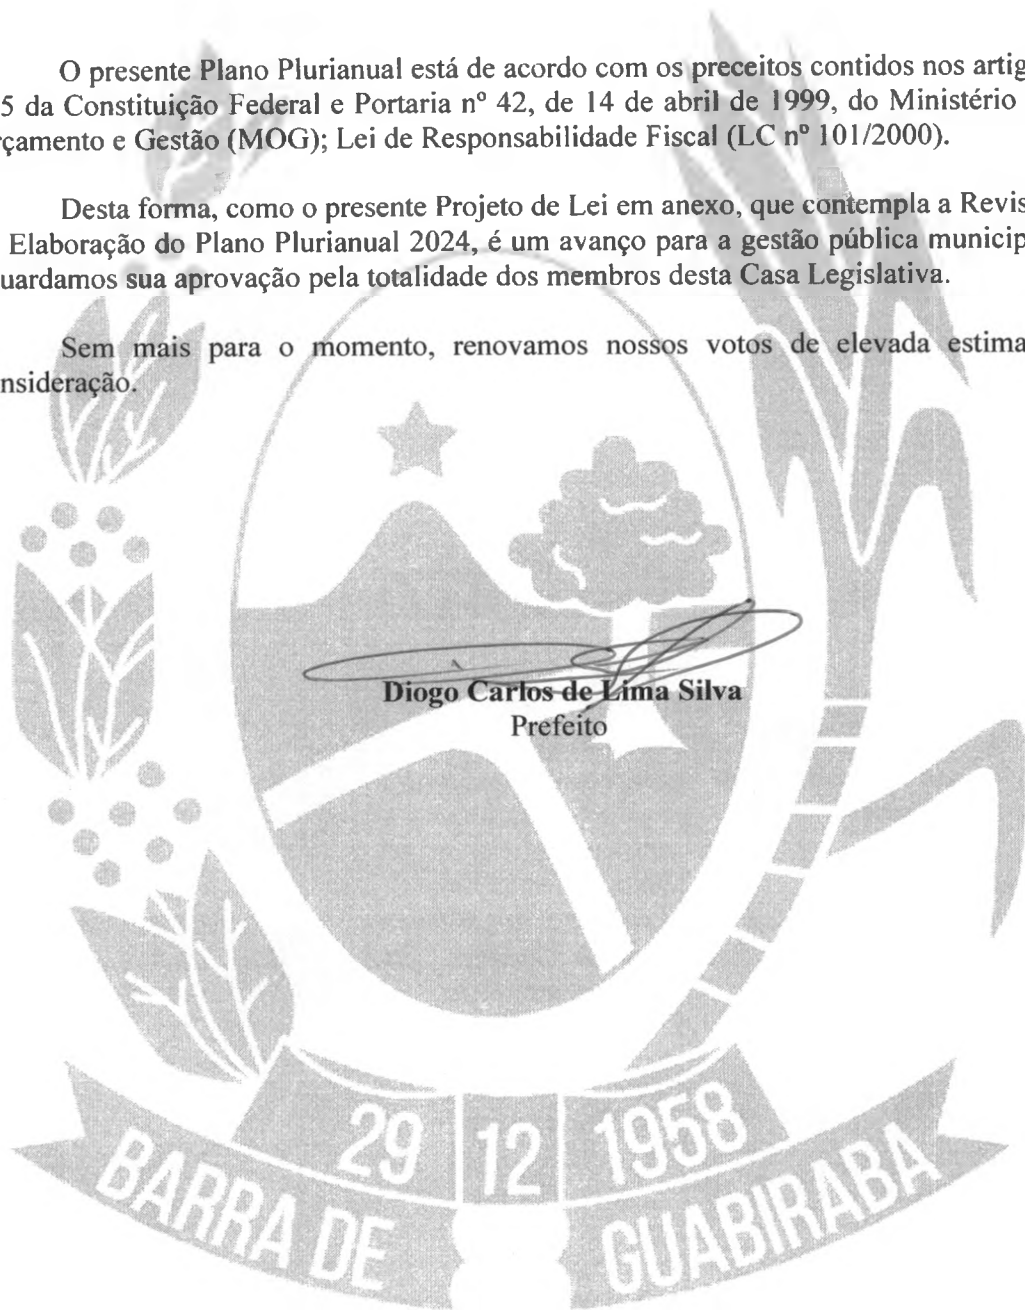 O presente Plano Plurianual está de acordo com os preceitos contidos nos artig
5 da Constituição Federal e Portaria nº 42, de 14 de abril de 1999, do Ministério
rçamento e Gestão (MOG); Lei de Responsabilidade Fiscal (LC nº 101/2000).
Desta forma, como o presente Projeto de Lei em anexo, que contempla a Revis
Elaboração do Plano Plurianual 2024, é um avanço para a gestão pública municip
uardamos sua aprovação pela totalidade dos membros desta Casa Legislativa.
Sem mais para o momento, renovamos nossos votos de elevada estima
nsideração.
Diogo Carlos de Lima Silva
Prefeito
29 12 1958
BARRA DE GUABIRABA